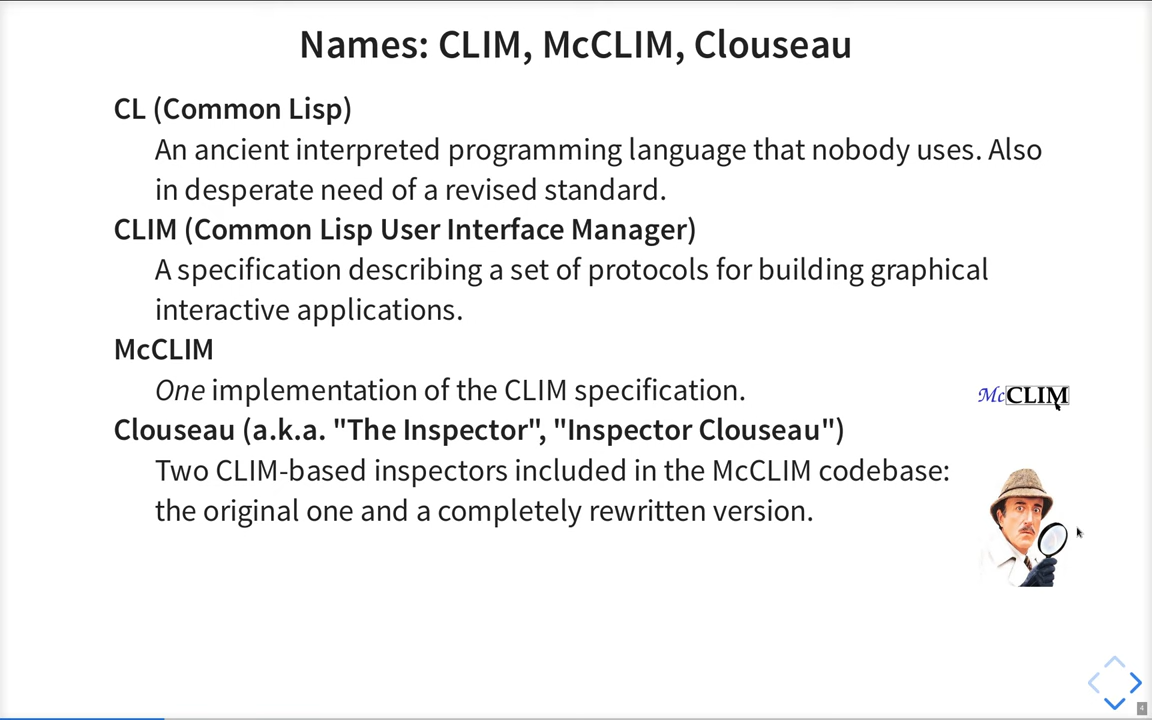 Names: CLIM, McCLIM, Clouseau
CL (Common Lisp)
An ancient interpreted programming language that nobody uses. Also
in desperate need of a revised standard.
CLIM (Common Lisp User Interface Manager)
A specification describing a set of protocols for building graphical
interactive applications.
McCLIM
One implementation of the CLIM specification.
McCLIM
Clouseau (a.k.a. "The Inspector", "Inspector Clouseau")
Two CLIM-based inspectors included in the McCLIM codebase:
the original one and a completely rewritten version.
4